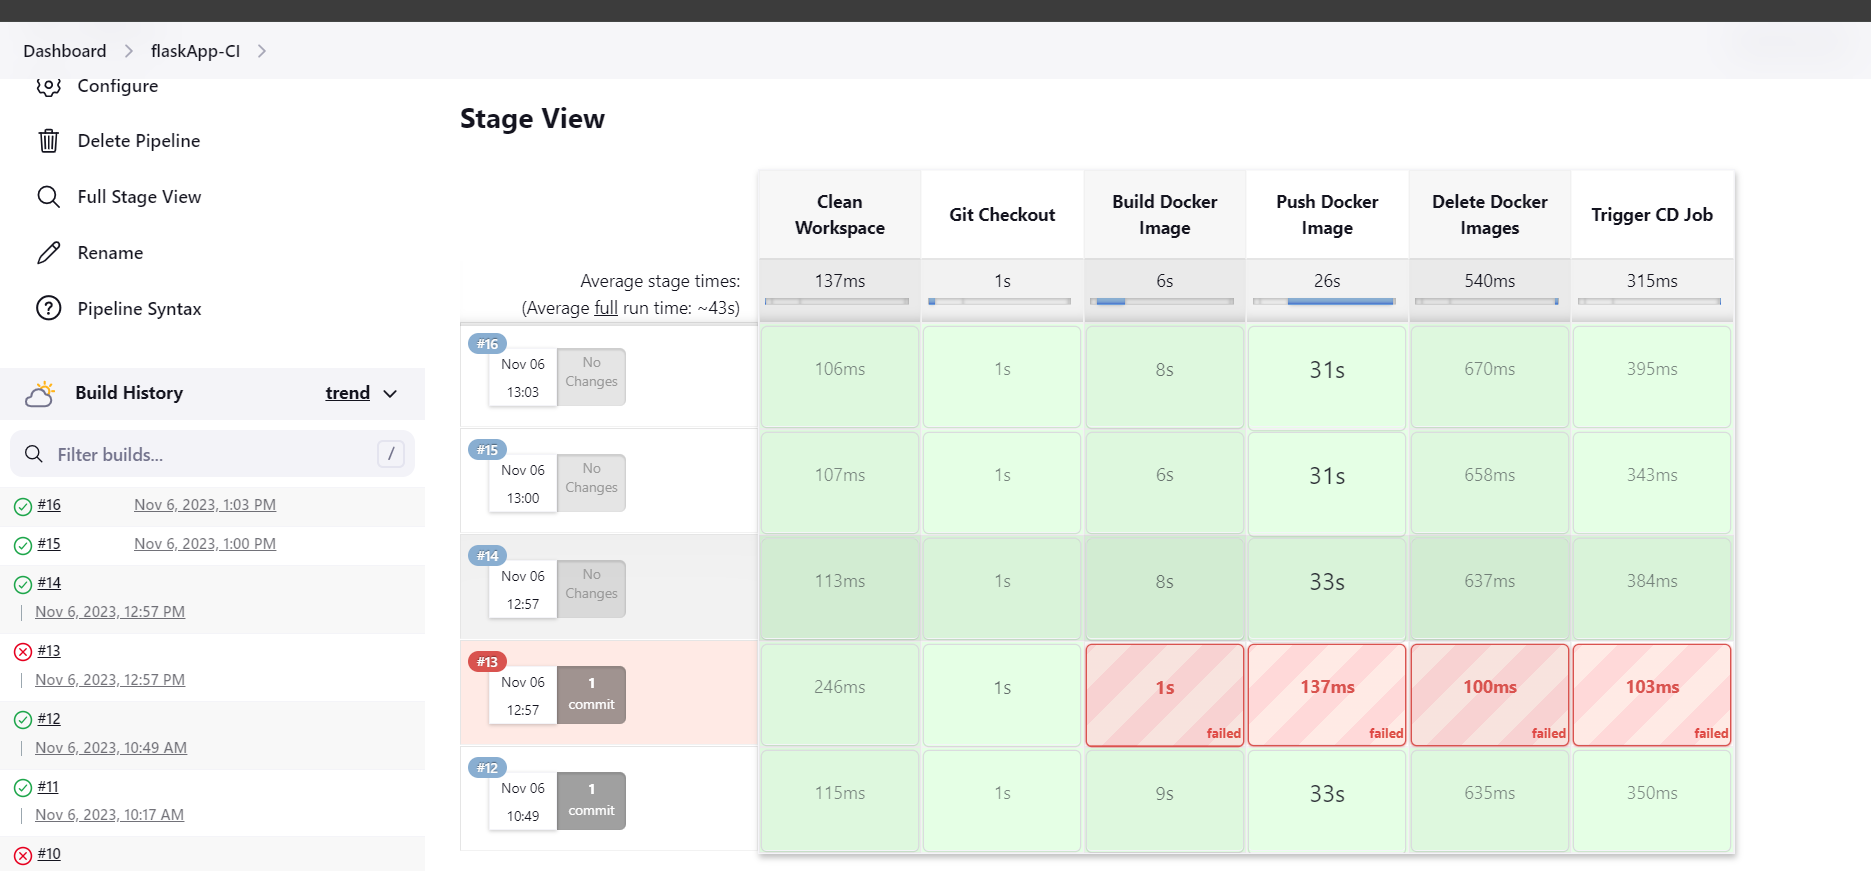 Dashboard
flaskApp-CI
Configure
Delete Pipeline
Full Stage View
Rename
Pipeline Syntax
Build History
trend
Filter builds...
/
#16
Nov 6, 2023, 1:03 PM
#15
Nov 6, 2023, 1:00 PM
#14
Nov 6, 2023, 12:57 PM
#13
Nov 6, 2023, 12:57 PM
#12
Nov 6, 2023, 10:49 AM
#11
Nov 6, 2023, 10:17 AM
#10
Stage View
Clean
Workspace
Git Checkout
Build Docker
Image
Push Docker
Image
Delete Docker
Images
Trigger CD Job
Average stage times:
(Average full run time: ~43s)
137ms
1s
6s
26s
540ms
315ms
#16
Nov 06
13:03
No
Changes
106ms
1s
8s
31s
670ms
395ms
#15
Nov 06
13:00
No
Changes
107ms
1s
6s
31s
658ms
343ms
#14
Nov 06
12:57
No
Changes
113ms
1s
8s
33s
637ms
384ms
#13
Nov 06
12:57
1
commit
246ms
1s
1s
failed
137ms
failed
100ms
failed
103ms
failed
#12
Nov 06
10:49
1
commit
115ms
1s
9s
33s
635ms
350ms